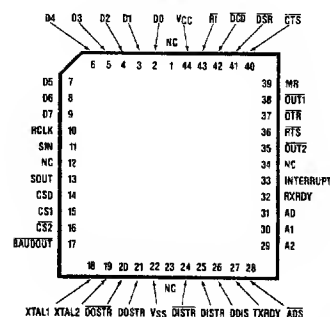 D4 D3 D2 D1 D0 VCC RI DCD DSR CTS
NC
6 5 4 3 2 1 44 43 42 41 40
D5 7 39 MR
D6 8 38 OUT1
D7 9 37 DTR
RCLK 10 36 RTS
SIN 11 35 OUT2
NC 12 34 NC
SOUT 13 33 INTERRUPT
CS0 14 32 RXRDY
CS1 15 31 A0
CS2 16 30 A1
BAUDOUT 17 29 A2
18 19 20 21 22 23 24 25 26 27 28
NC
XTAL1 XTAL2 DOSTR DOSTR VSS DISTR DISTR DDIS TXRDY ADS